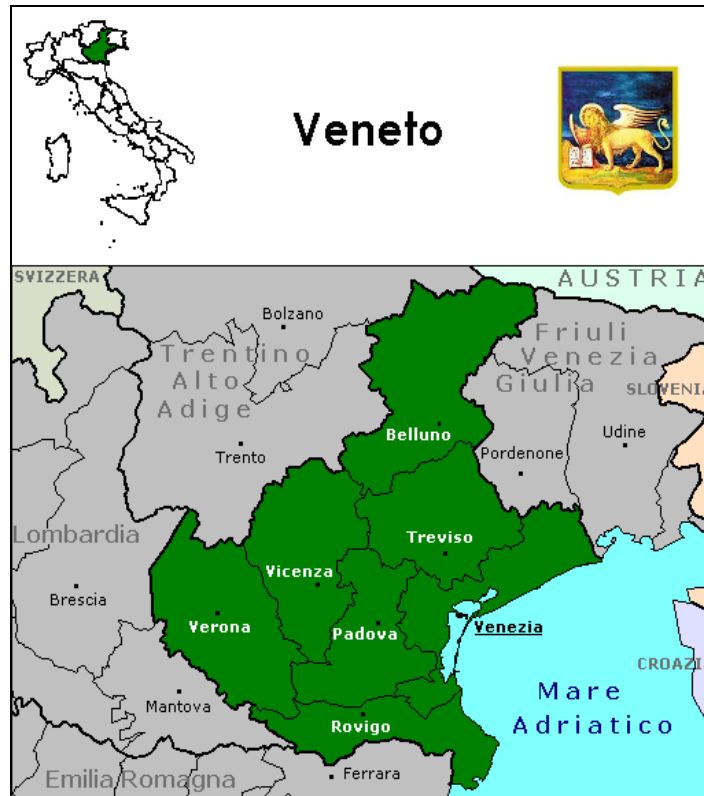 Veneto
SVIZZERA
AUSTRIA
Bolzano
Trentino
Alto
Adige
Friuli
Venezia
Giulia
SLOVENIA
Belluno
Udine
Trento
Pordenone
Lombardia
Treviso
Vicenza
Brescia
Verona
Padova
Venezia
CROAZI
Mantova
Mare
Adriatico
Rovigo
Emilia Romagna
Ferrara